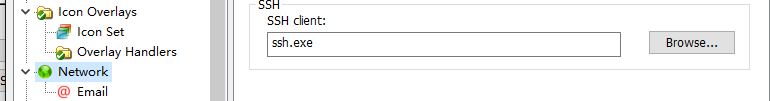 Icon Overlays
Icon Set
Overlay Handlers
Network
Email
SSH
SSH client:
ssh.exe
Browse...